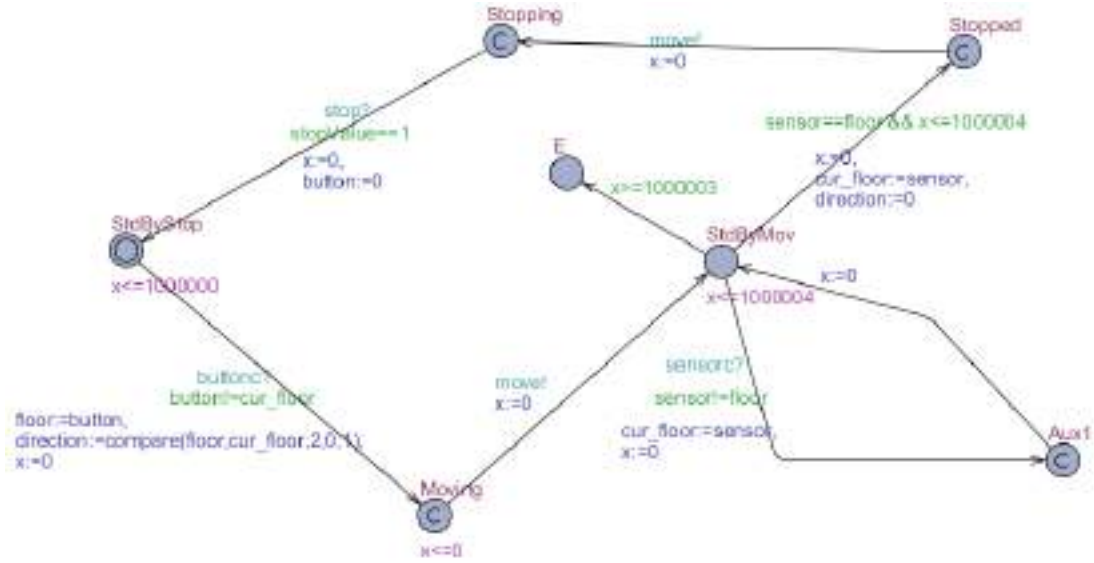 Stopping
Stopped
move!
x:=0
stop?
stopValue==1
x:=0,
button:=0
sensor==floor && x<=1000004
x:=0,
cur_floor:=sensor,
direction:=0
E
x>=1000003
StdByStop
x<=1000000
StdByMov
x<=1000004
x:=0
buttonc?
button!=cur_floor
floor:=button,
direction:=compare(floor,cur_floor,2,0,1),
x:=0
move!
x:=0
sensorc?
sensor!=floor
cur_floor:=sensor,
x:=0
Aux1
C
C
C
C
Moving
x<=0